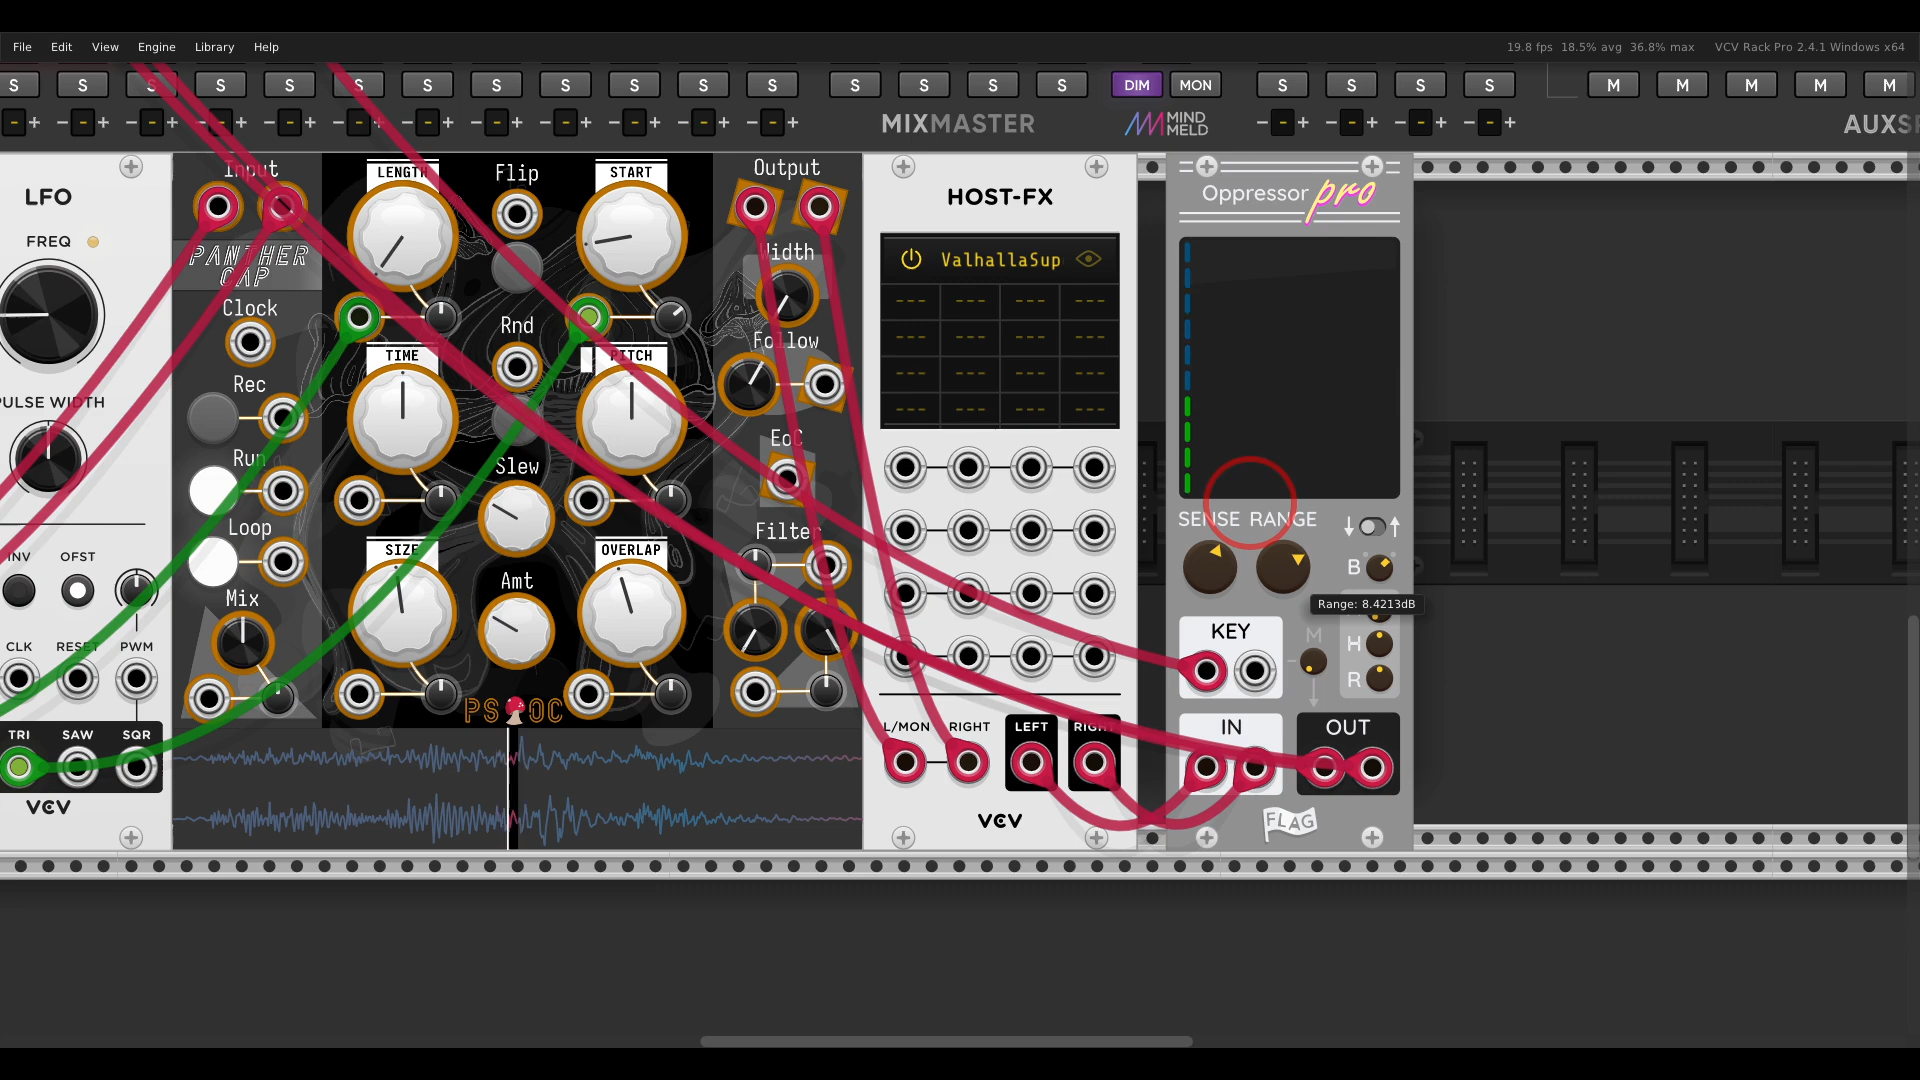 File Edit View Engine Library Help
19.8 fps 18.5% avg 36.8% max VCV Rack Pro 2.4.1 Windows x64
S S S S S S S S S S S S S S S S DIM MON S S S S M M M M M
- + - + - + - + - + - + - + - + - + - + - + - + MIXMASTER MIND MELD - + - + - + - +
LFO
FREQ
PULSE WIDTH
INV OFST
CLK RESET PWM
TRI SAW SQR
VCV
Input
PANTHER CAP
Clock
Rec
Run
Loop
Mix
LENGTH
Flip
START
TIME
Rnd
PITCH
Slew
SIZE
OVERLAP
Amt
Output
Width
Follow
EoC
Filter
HOST-FX
ValhallaSup
--- --- --- ---
--- --- --- ---
--- --- --- ---
--- --- --- ---
L/MON RIGHT LEFT RIGHT
VCV
Oppressor pro
SENSE RANGE
B
Range: 8.4213dB
KEY M H
R
IN OUT
FLAG